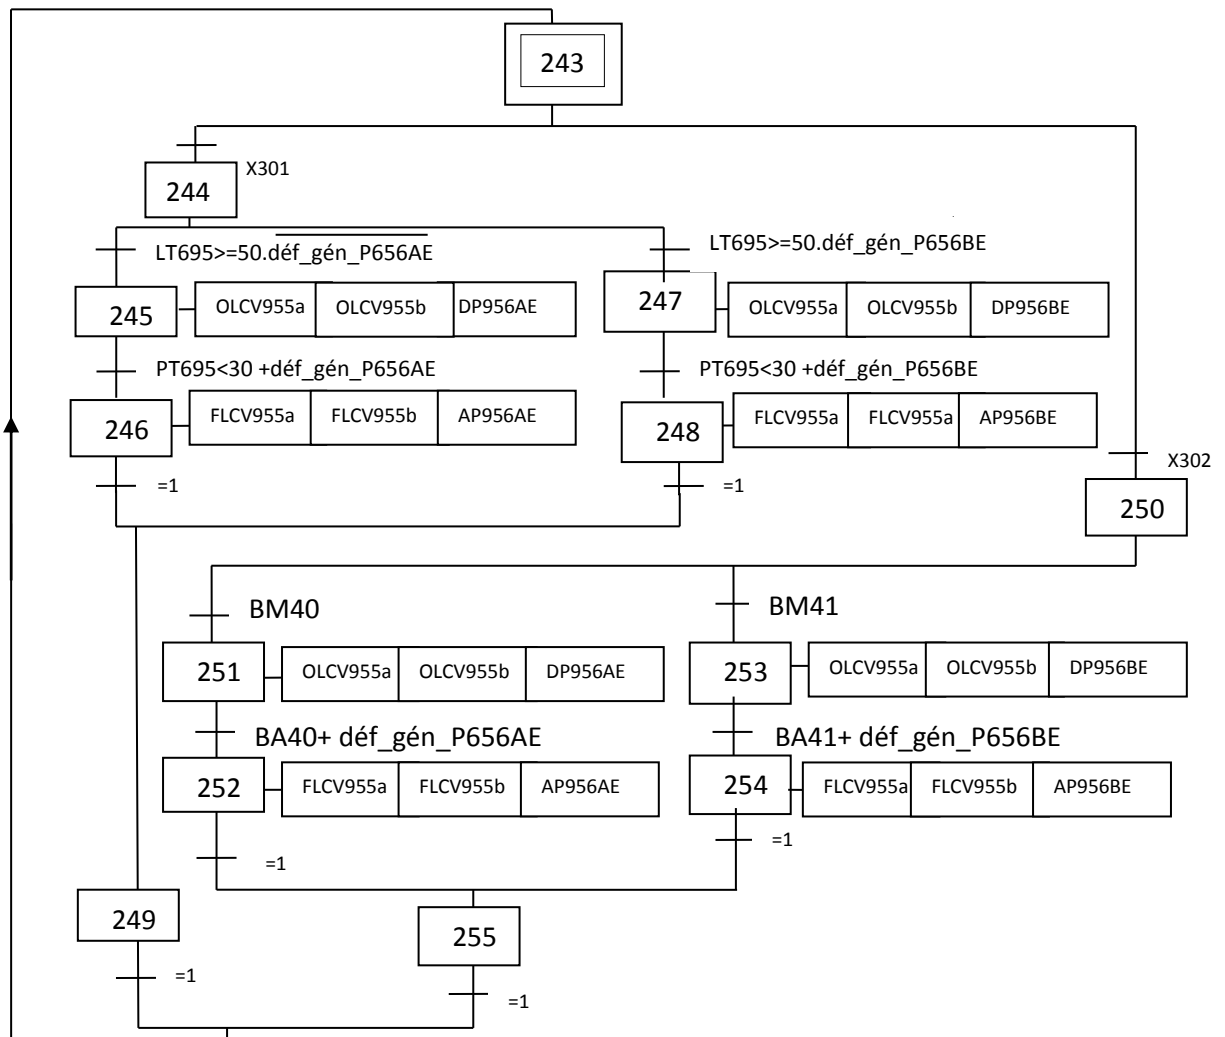 243
X301
244
LT695>=50.déf_gén_P656AE
LT695>=50.déf_gén_P656BE
245
OLCV955a OLCV955b DP956AE
247
OLCV955a OLCV955b DP956BE
PT695<30 +déf_gén_P656AE
PT695<30 +déf_gén_P656BE
246
FLCV955a FLCV955b AP956AE
248
FLCV955a FLCV955a AP956BE
X302
=1
=1
250
BM40
BM41
251
OLCV955a OLCV955b DP956AE
253
OLCV955a OLCV955b DP956BE
BA40+ déf_gén_P656AE
BA41+ déf_gén_P656BE
252
FLCV955a FLCV955b AP956AE
254
FLCV955a FLCV955b AP956BE
=1
=1
249
255
=1
=1